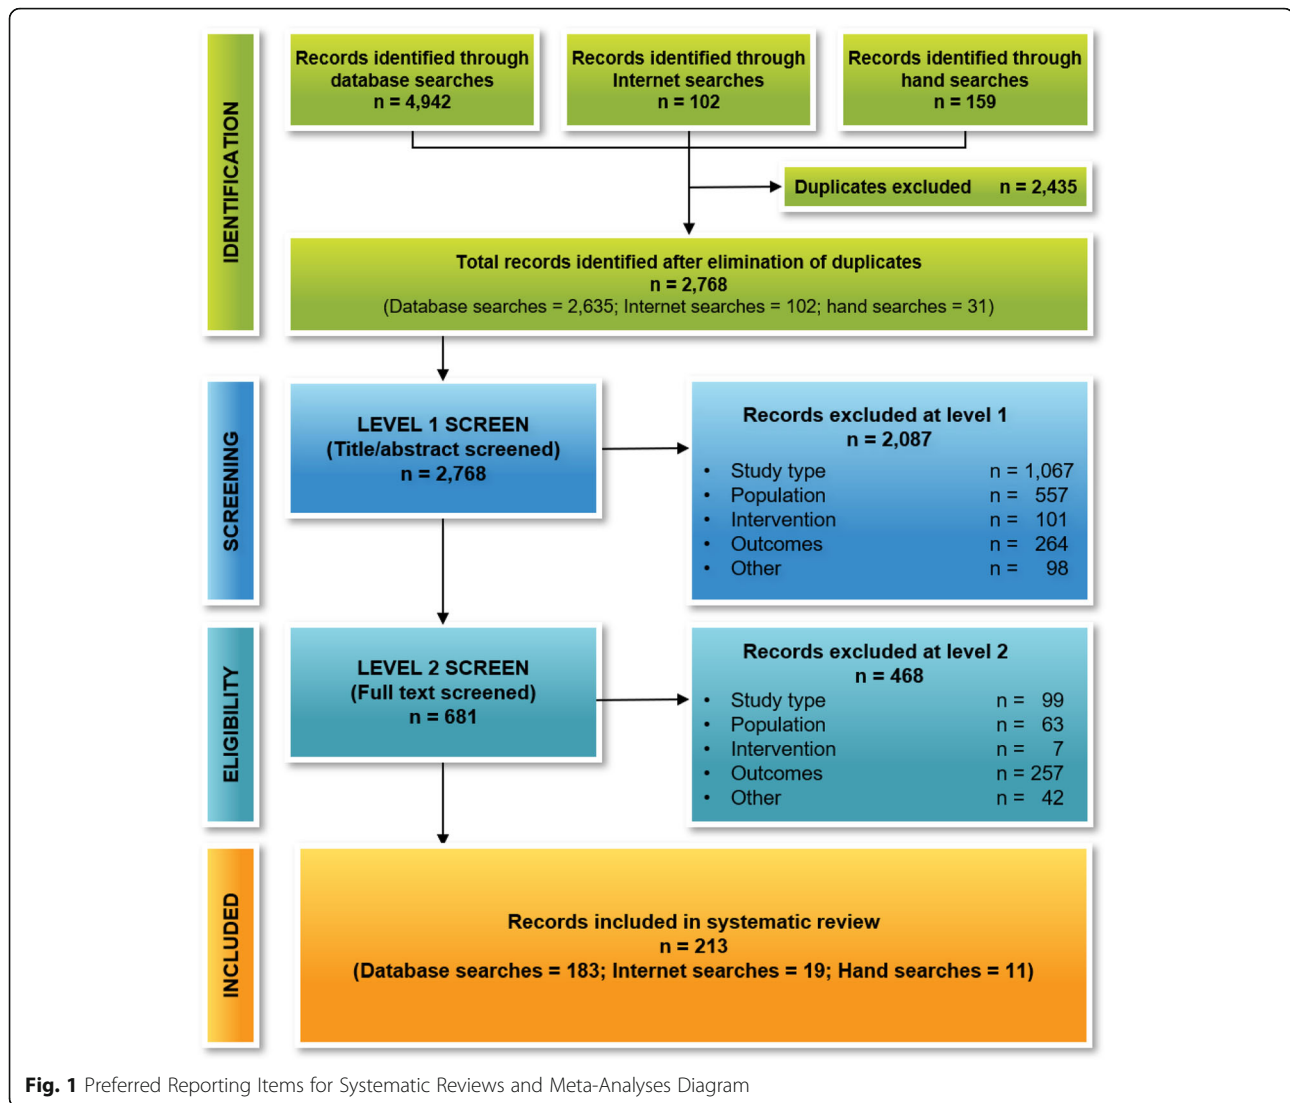 IDENTIFICATION
Records identified through
database searches
n = 4,942
Records identified through
Internet searches
n = 102
Records identified through
hand searches
n = 159
Duplicates excluded n = 2,435
Total records identified after elimination of duplicates
n = 2,768
(Database searches = 2,635; Internet searches = 102; hand searches = 31)
SCREENING
LEVEL 1 SCREEN
(Title/abstract screened)
n = 2,768
Records excluded at level 1
n = 2,087
• Study type n = 1,067
• Population n = 557
• Intervention n = 101
• Outcomes n = 264
• Other n = 98
ELIGIBILITY
LEVEL 2 SCREEN
(Full text screened)
n = 681
Records excluded at level 2
n = 468
• Study type n = 99
• Population n = 63
• Intervention n = 7
• Outcomes n = 257
• Other n = 42
INCLUDED
Records included in systematic review
n = 213
(Database searches = 183; Internet searches = 19; Hand searches = 11)
Fig. 1 Preferred Reporting Items for Systematic Reviews and Meta-Analyses Diagram